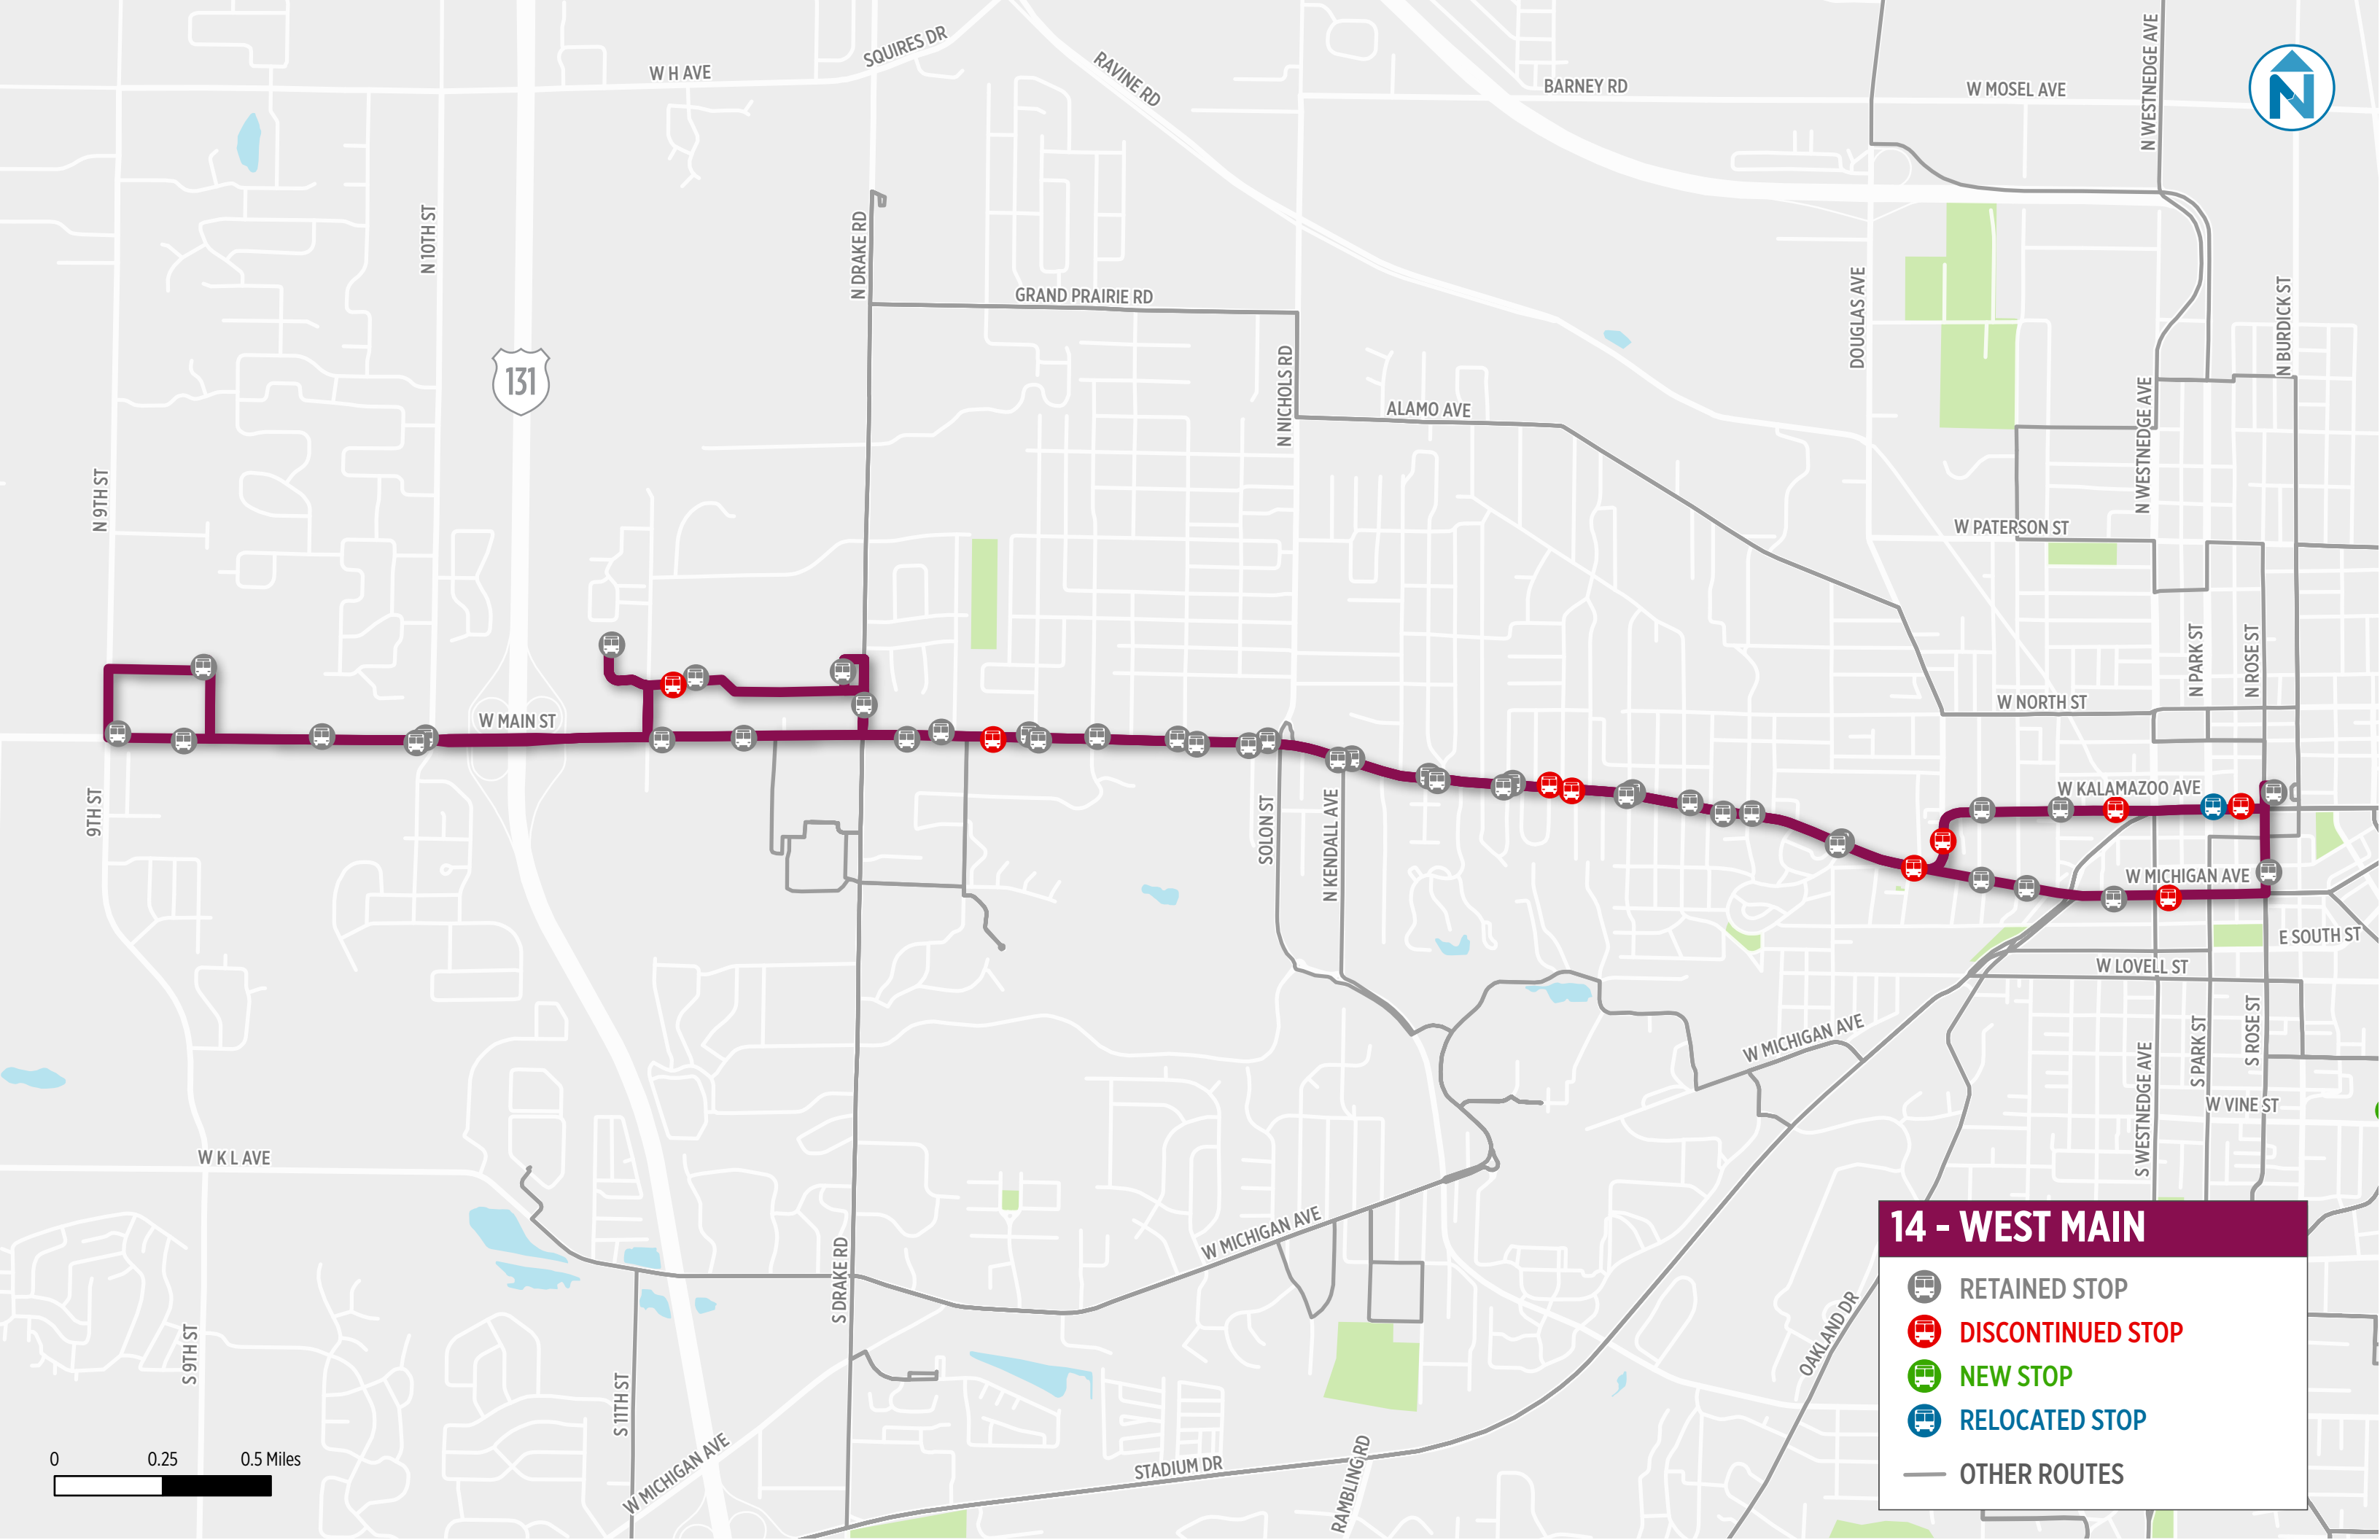 W H AVE
SQUIRES DR
RAVINE RD
BARNEY RD
W MOSEL AVE
N WESTNEDGE AVE
N
N 10TH ST
N DRAKE RD
GRAND PRAIRIE RD
DOUGLAS AVE
N BURDICK ST
131
N NICHOLS RD
ALAMO AVE
N WESTNEDGE AVE
N 9TH ST
W PATERSON ST
N PARK ST
N ROSE ST
W NORTH ST
W MAIN ST
9TH ST
SOLON ST
N KENDALL AVE
W KALAMAZOO AVE
W MICHIGAN AVE
E SOUTH ST
W LOVELL ST
W MICHIGAN AVE
S WESTNEDGE AVE
S PARK ST
S ROSE ST
W VINE ST
W K L AVE
W MICHIGAN AVE
S DRAKE RD
S 9TH ST
S 11TH ST
W MICHIGAN AVE
STADIUM DR
RAMBLING RD
OAKLAND DR
14 - WEST MAIN
RETAINED STOP
DISCONTINUED STOP
NEW STOP
RELOCATED STOP
OTHER ROUTES
0 0.25 0.5 Miles